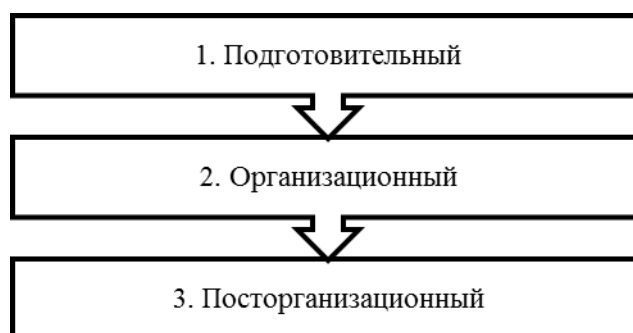 1. Подготовительный
2. Организационный
3. Посторганизационный